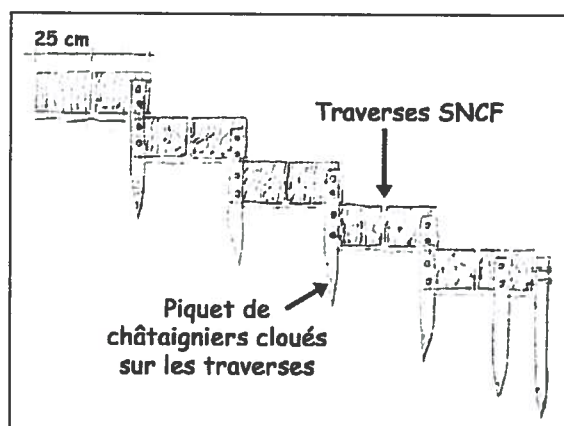 25 cm
Traverses SNCF
Piquet de
châtaigniers cloués
sur les traverses